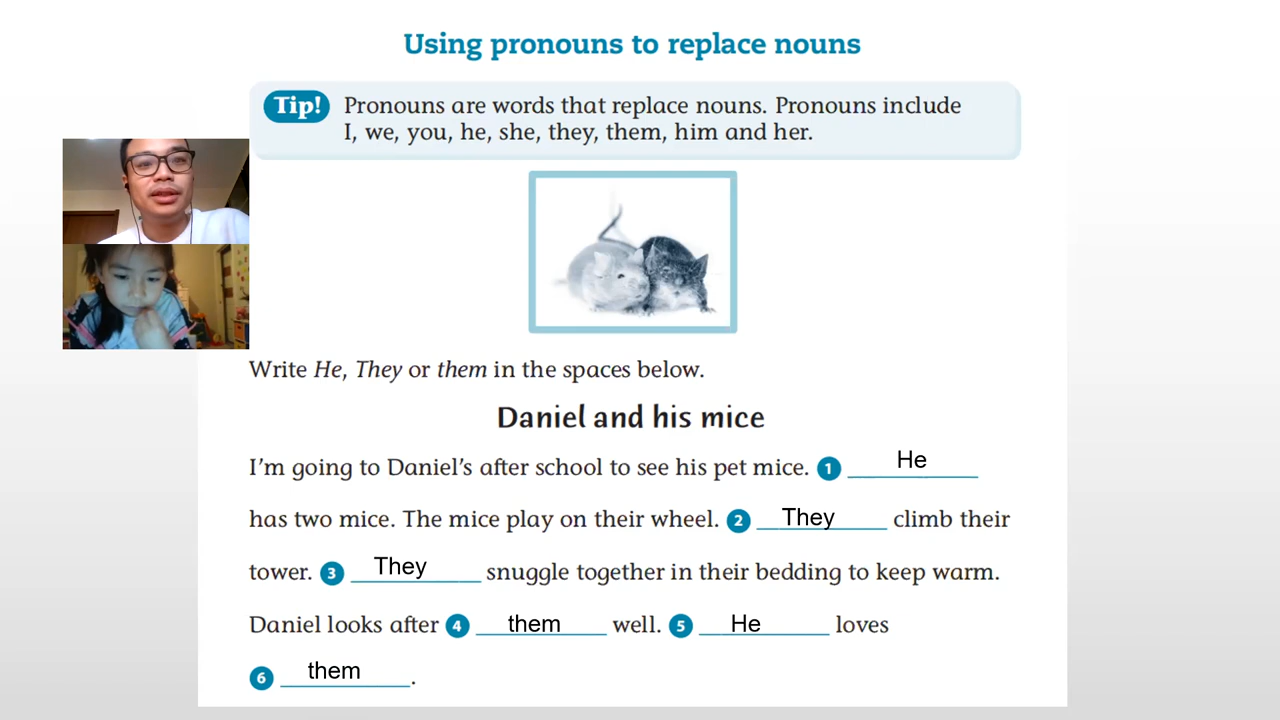 Using pronouns to replace nouns
Tip! Pronouns are words that replace nouns. Pronouns include
I, we, you, he, she, they, them, him and her.
Write He, They or them in the spaces below.
Daniel and his mice
I'm going to Daniel's after school to see his pet mice. 1 He
has two mice. The mice play on their wheel. 2 They climb their
tower. 3 They snuggle together in their bedding to keep warm.
Daniel looks after 4 them well. 5 He loves
6 them.